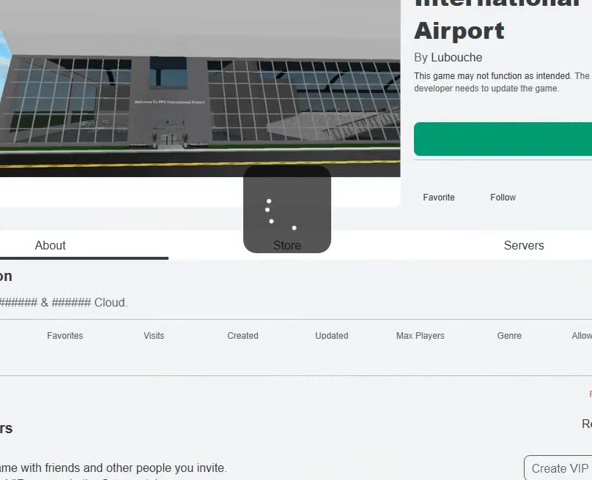 International
Airport
By Lubouche
This game may not function as intended. The
developer needs to update the game.
Welcome To PPS International Airport
Favorite Follow
About Store Servers
on
###### & ###### Cloud.
Favorites Visits Created Updated Max Players Genre Allow
rs
Re
ame with friends and other people you invite.
Create VIP